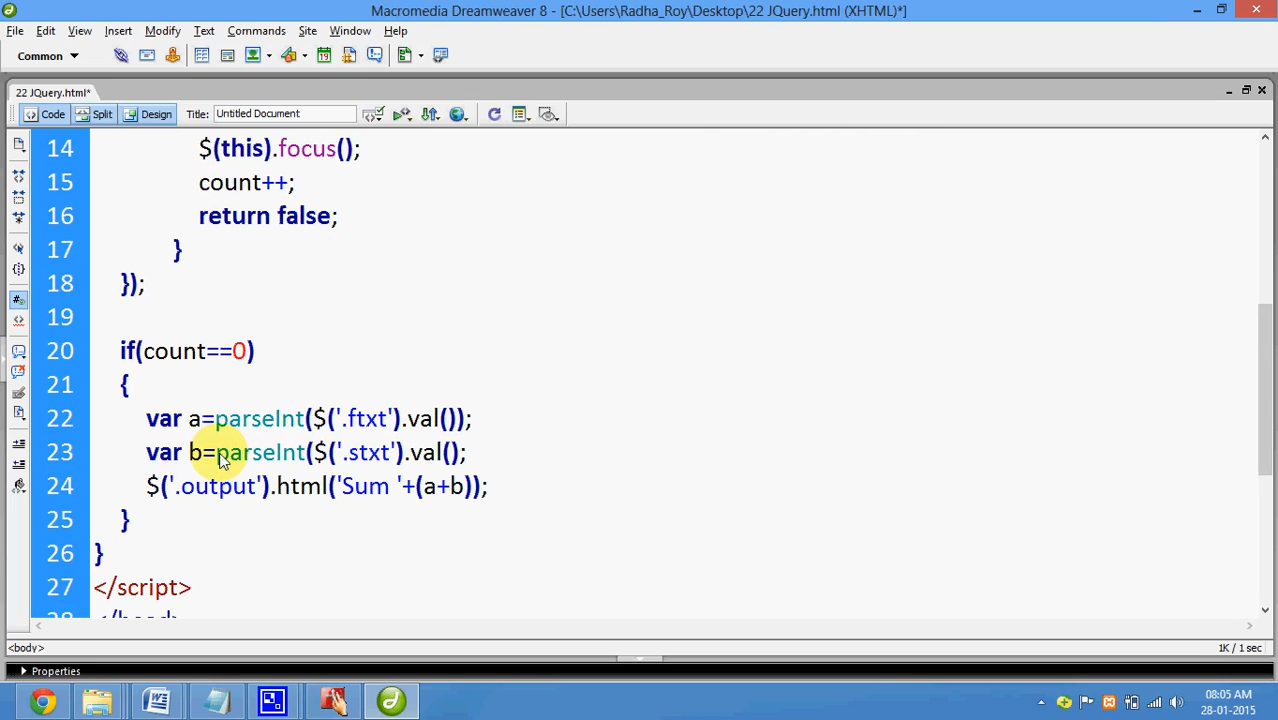 Macromedia Dreamweaver 8 - [C:\Users\Radha_Roy\Desktop\22 JQuery.html (XHTML)*]
File Edit View Insert Modify Text Commands Site Window Help
Common
22 JQuery.html*
Code Split Design Title: Untitled Document
14 $(this).focus();
15 count++;
16 return false;
17 }
18 });
19
20 if(count==0)
21 {
22 var a=parseInt($('.ftxt').val());
23 var b=parseInt($('.stxt').val();
24 $('.output').html('Sum '+(a+b));
25 }
26 }
27 </script>
28 </head>
<body> 1K / 1 sec
Properties
08:05 AM
28-01-2015